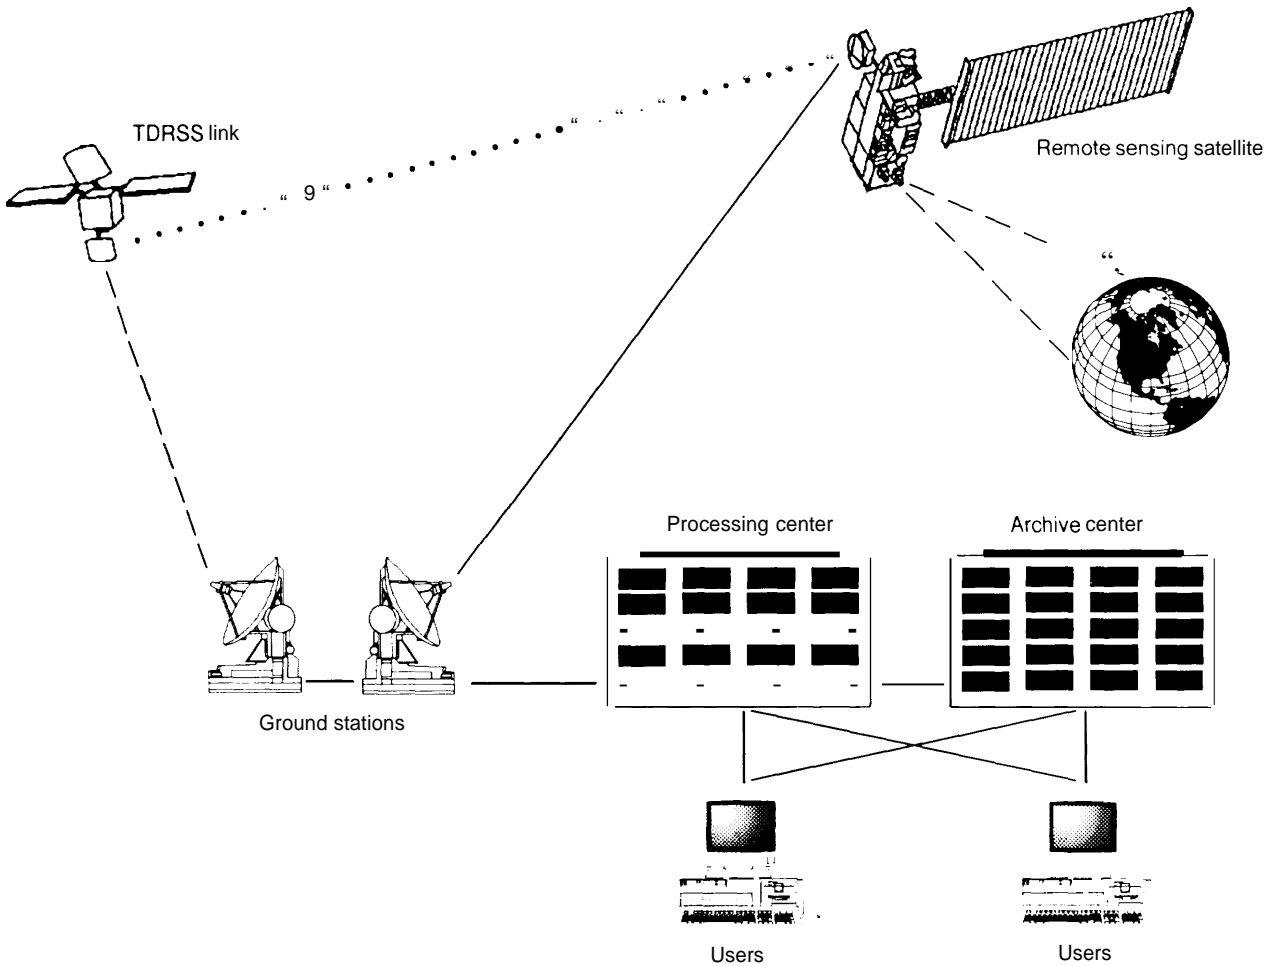 TDRSS link
Remote sensing satellite
Processing center
Archive center
Ground stations
Users
Users